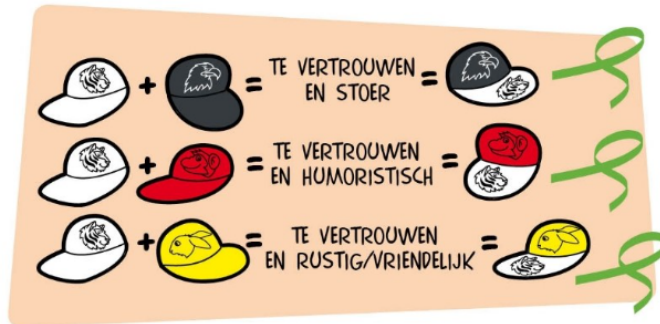 + = TE VERTROUWEN EN STOER =
+ = TE VERTROUWEN EN HUMORISTISCH =
+ = TE VERTROUWEN EN RUSTIG/VRIENDELIJK =